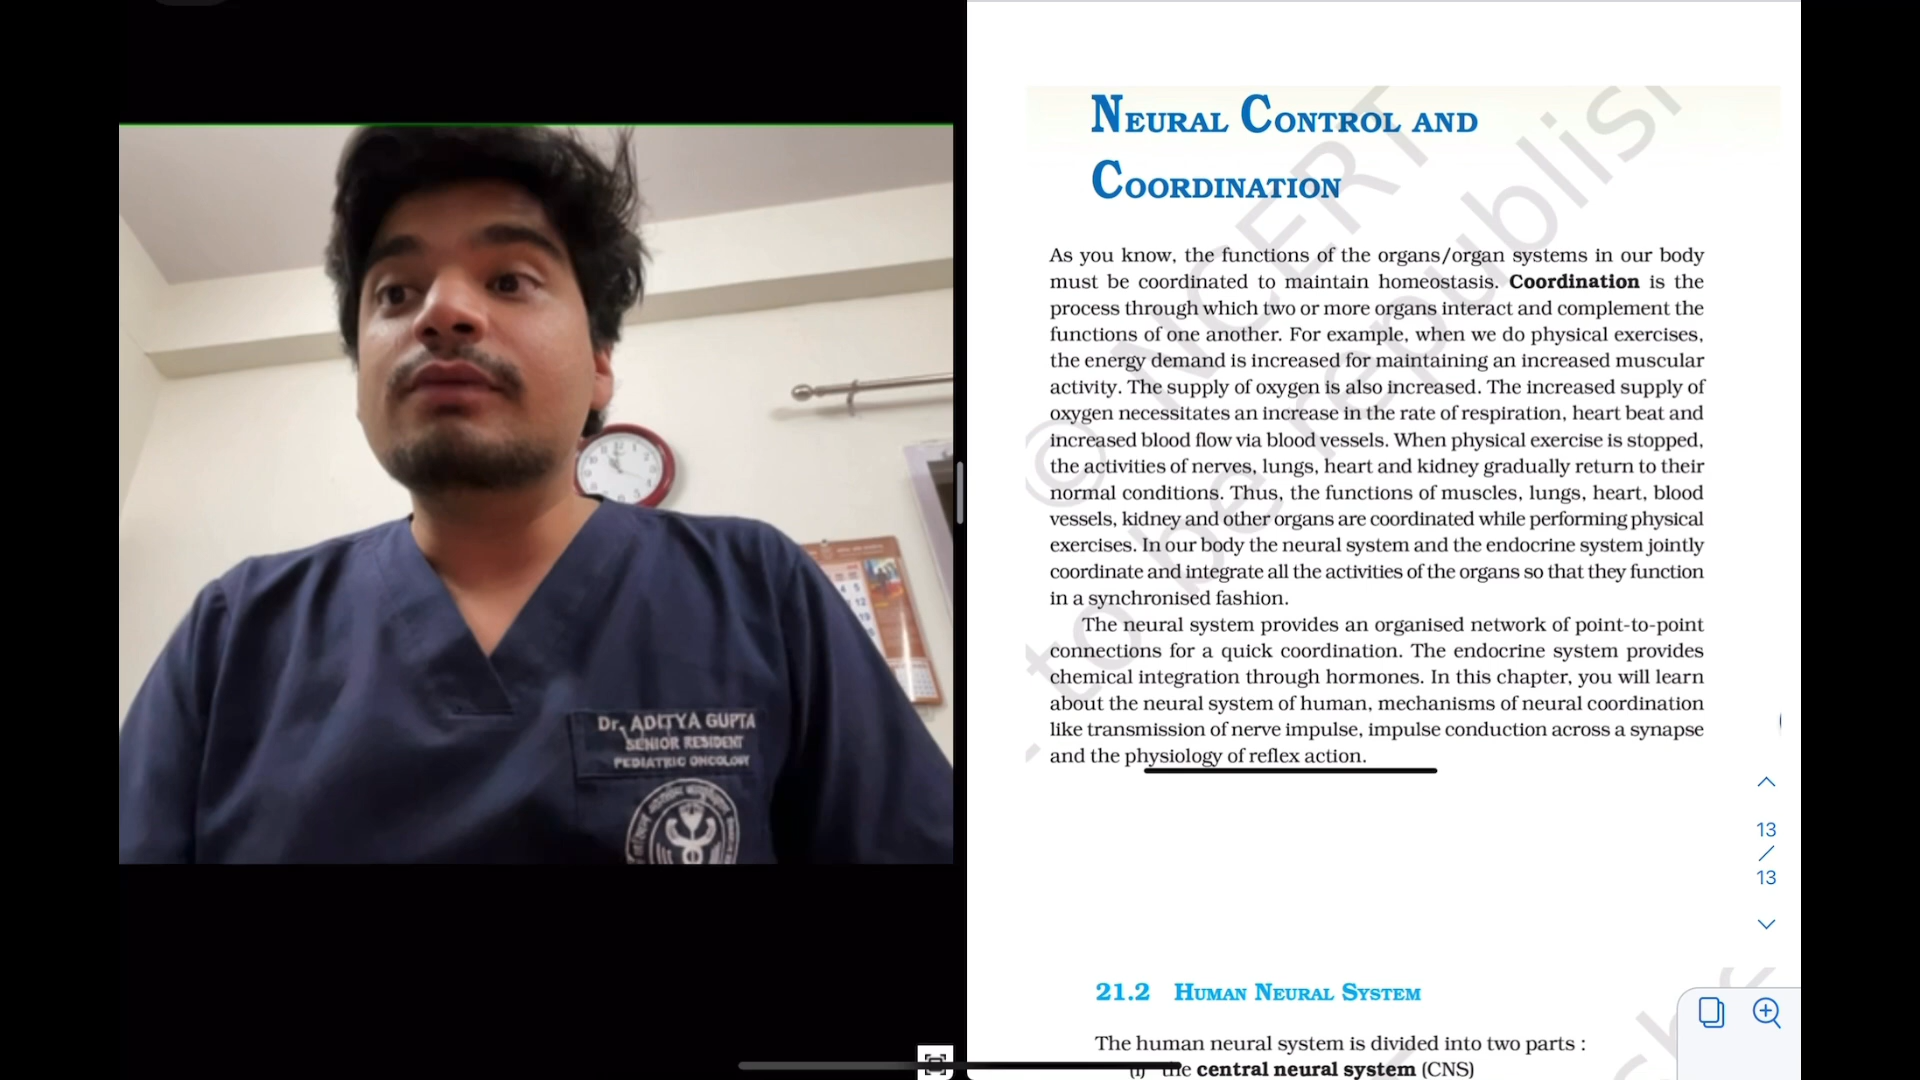 Dr. ADITYA GUPTA
SENIOR RESIDENT
PEDIATRIC ONCOLOGY
NEURAL CONTROL AND
COORDINATION
As you know, the functions of the organs/organ systems in our body
must be coordinated to maintain homeostasis. Coordination is the
process through which two or more organs interact and complement the
functions of one another. For example, when we do physical exercises,
the energy demand is increased for maintaining an increased muscular
activity. The supply of oxygen is also increased. The increased supply of
oxygen necessitates an increase in the rate of respiration, heart beat and
increased blood flow via blood vessels. When physical exercise is stopped,
the activities of nerves, lungs, heart and kidney gradually return to their
normal conditions. Thus, the functions of muscles, lungs, heart, blood
vessels, kidney and other organs are coordinated while performing physical
exercises. In our body the neural system and the endocrine system jointly
coordinate and integrate all the activities of the organs so that they function
in a synchronised fashion.
The neural system provides an organised network of point-to-point
connections for a quick coordination. The endocrine system provides
chemical integration through hormones. In this chapter, you will learn
about the neural system of human, mechanisms of neural coordination
like transmission of nerve impulse, impulse conduction across a synapse
and the physiology of reflex action.
© NCERT
to be republis
13
/
13
21.2 HUMAN NEURAL SYSTEM
The human neural system is divided into two parts :
(i) the central neural system (CNS)